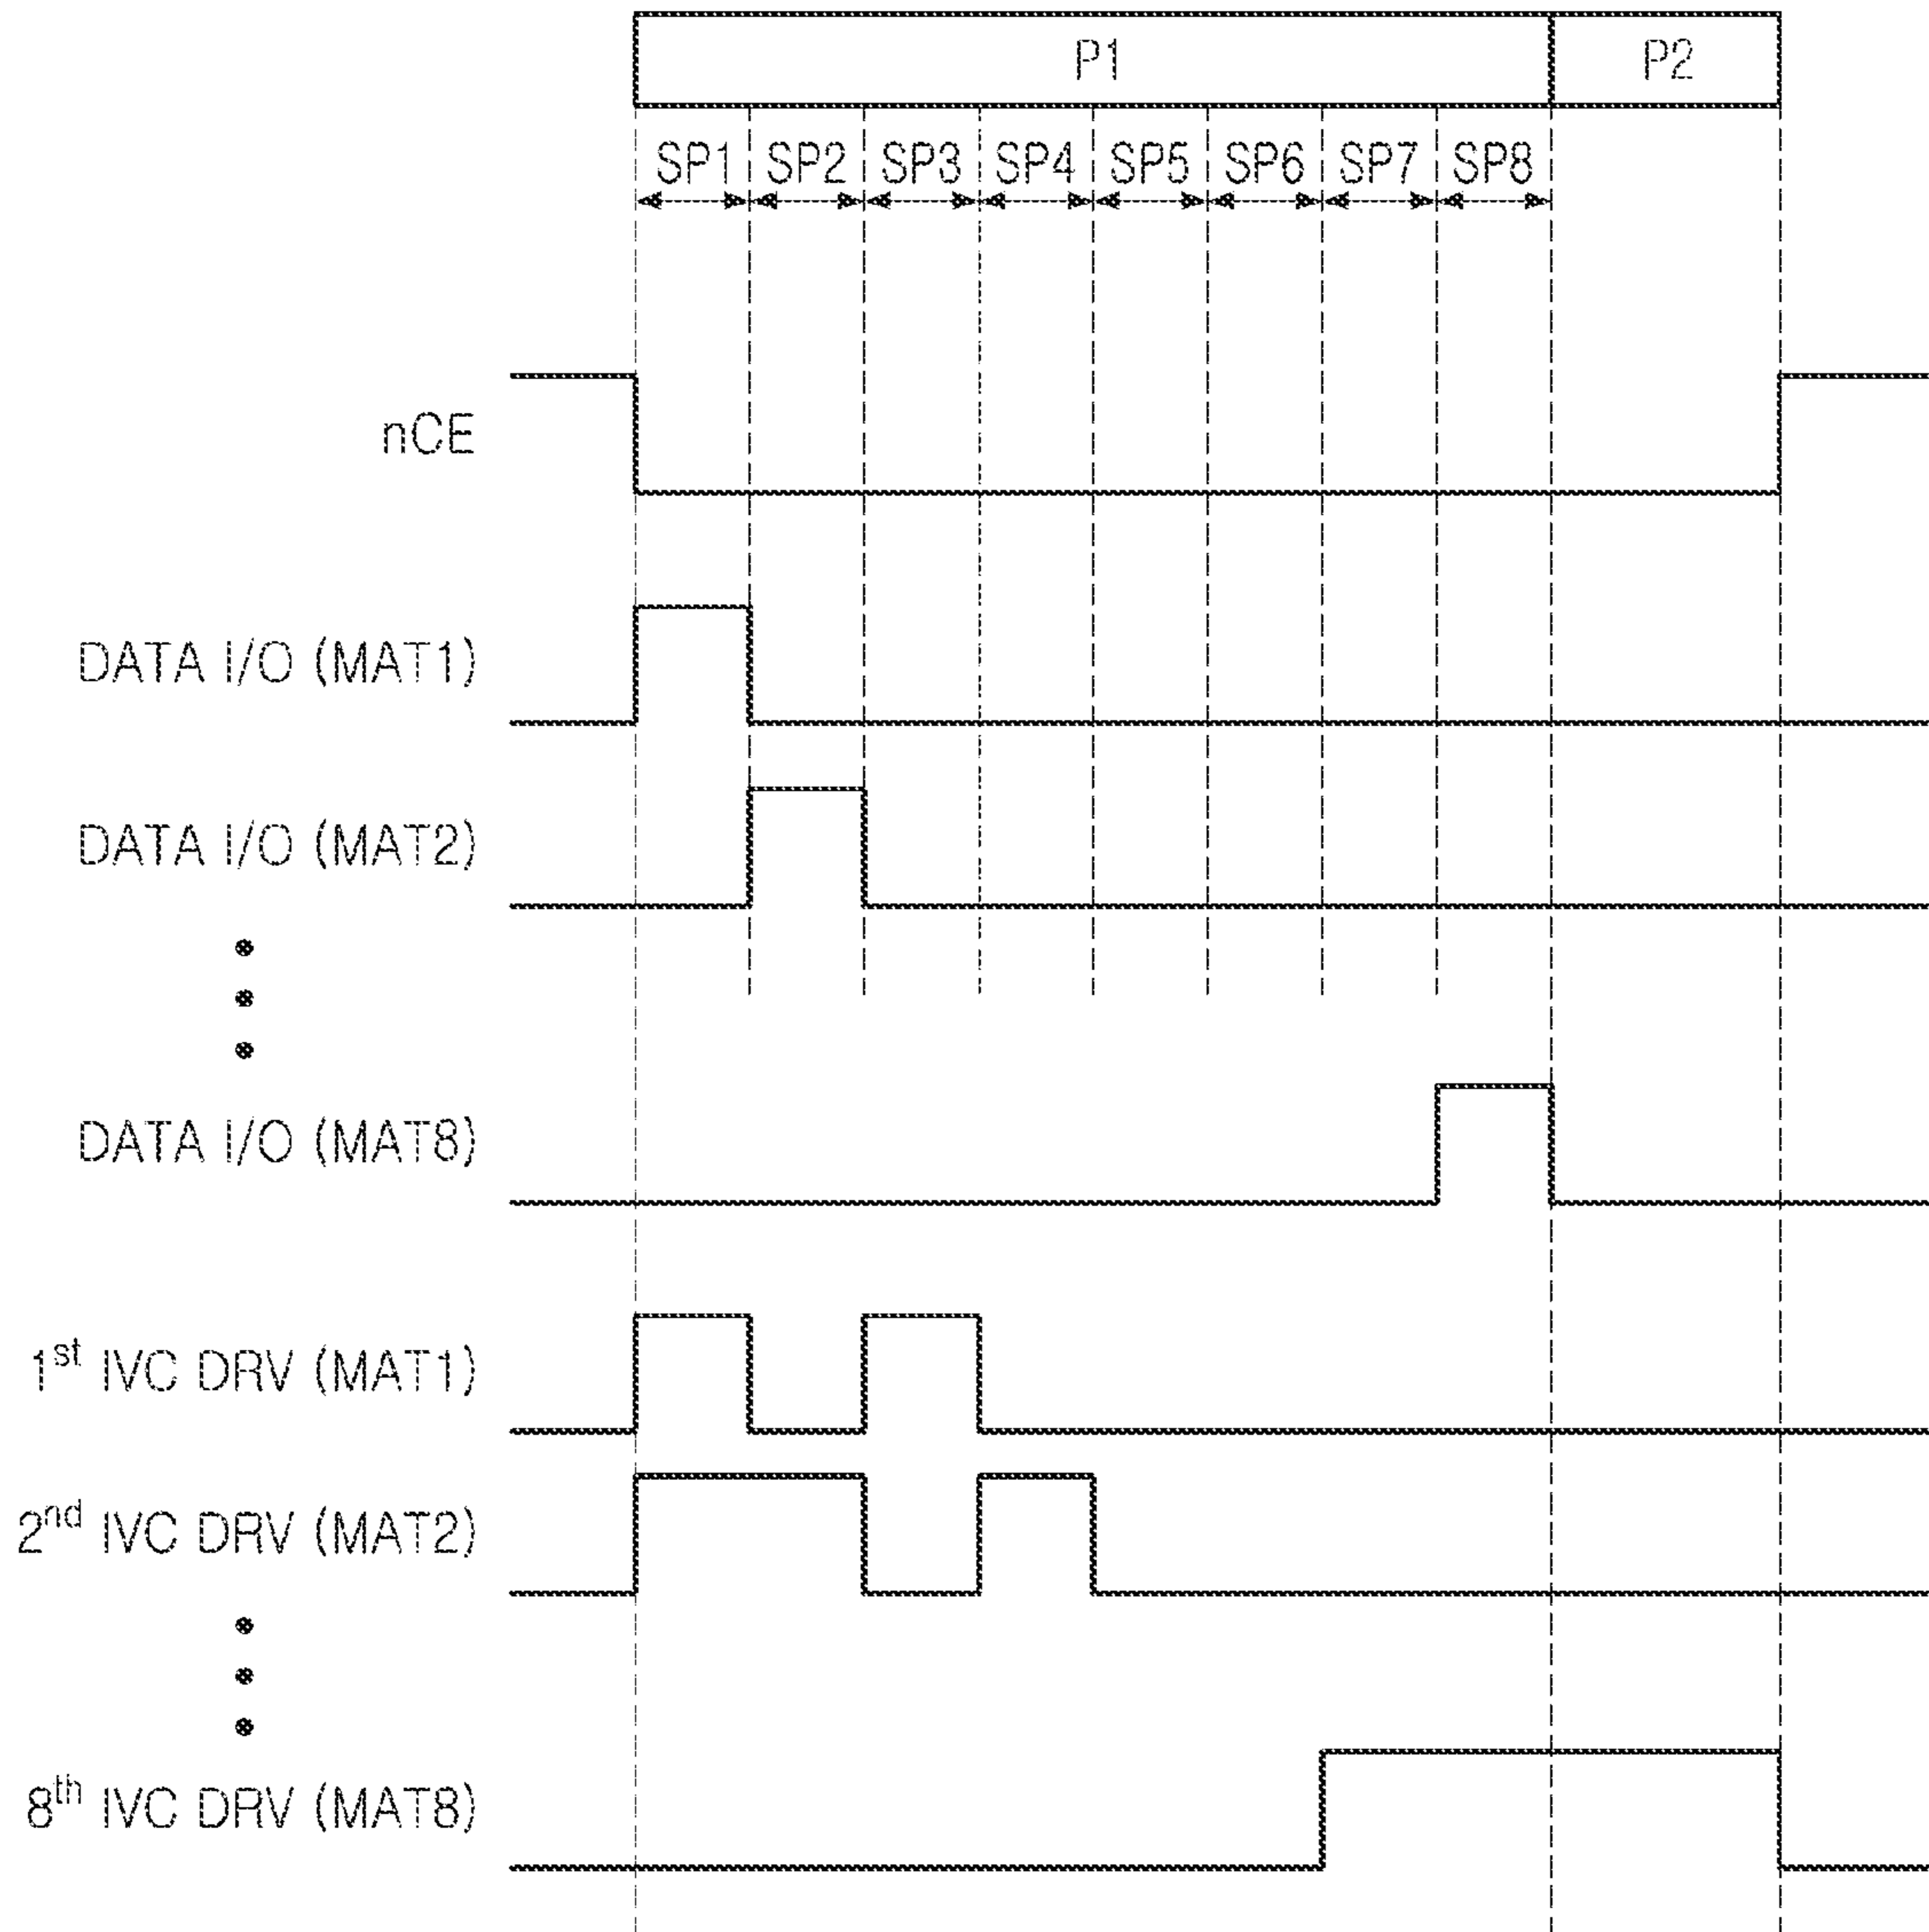 P1 P2
SP1 SP2 SP3 SP4 SP5 SP6 SP7 SP8
nCE
DATA I/O (MAT1)
DATA I/O (MAT2)
DATA I/O (MAT8)
1st IVC DRV (MAT1)
2nd IVC DRV (MAT2)
8th IVC DRV (MAT8)